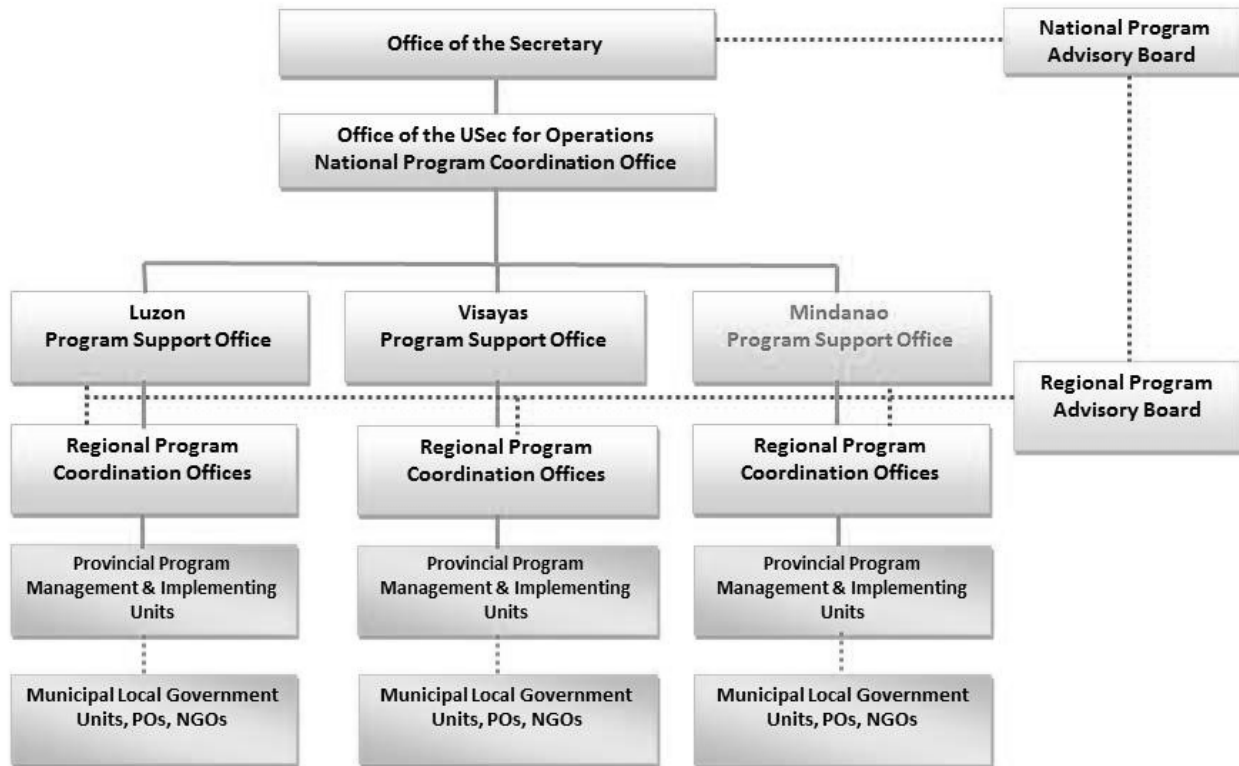 Office of the Secretary
National Program
Advisory Board
Office of the USec for Operations
National Program Coordination Office
Luzon
Program Support Office
Visayas
Program Support Office
Mindanao
Program Support Office
Regional Program
Advisory Board
Regional Program
Coordination Offices
Regional Program
Coordination Offices
Regional Program
Coordination Offices
Provincial Program
Management & Implementing
Units
Provincial Program
Management & Implementing
Units
Provincial Program
Management & Implementing
Units
Municipal Local Government
Units, POs, NGOs
Municipal Local Government
Units, POs, NGOs
Municipal Local Government
Units, POs, NGOs